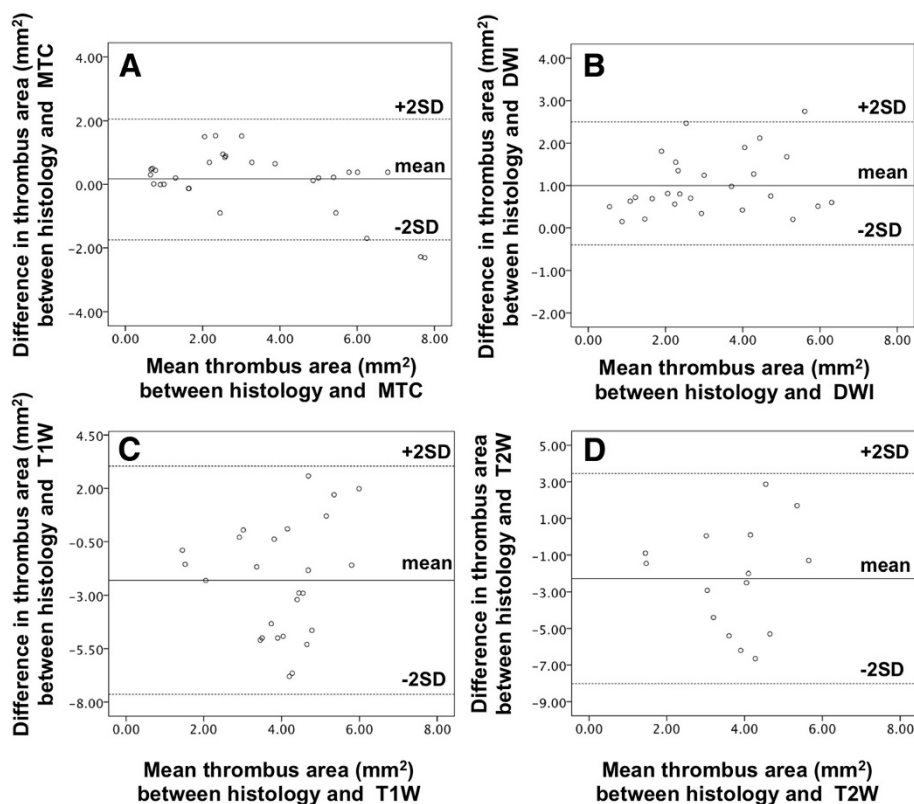 A
Difference in thrombus area (mm²)
between histology and MTC
4.00
2.00
0.00
-2.00
-4.00
+2SD
mean
-2SD
0.00 2.00 4.00 6.00 8.00
Mean thrombus area (mm²)
between histology and MTC
B
Difference in thrombus area (mm²)
between histology and DWI
4.00
3.00
2.00
1.00
0.00
-1.00
-2.00
+2SD
mean
-2SD
0.00 2.00 4.00 6.00 8.00
Mean thrombus area (mm²)
between histology and DWI
C
Difference in thrombus area (mm²)
between histology and T1W
4.50
2.00
-0.50
-3.00
-5.50
-8.00
+2SD
mean
-2SD
0.00 2.00 4.00 6.00 8.00
Mean thrombus area (mm²)
between histology and T1W
D
Difference in thrombus area
between histology and T2W
5.00
3.00
1.00
-1.00
-3.00
-5.00
-7.00
-9.00
+2SD
mean
-2SD
0.00 2.00 4.00 6.00 8.00
Mean thrombus area (mm²)
between histology and T2W